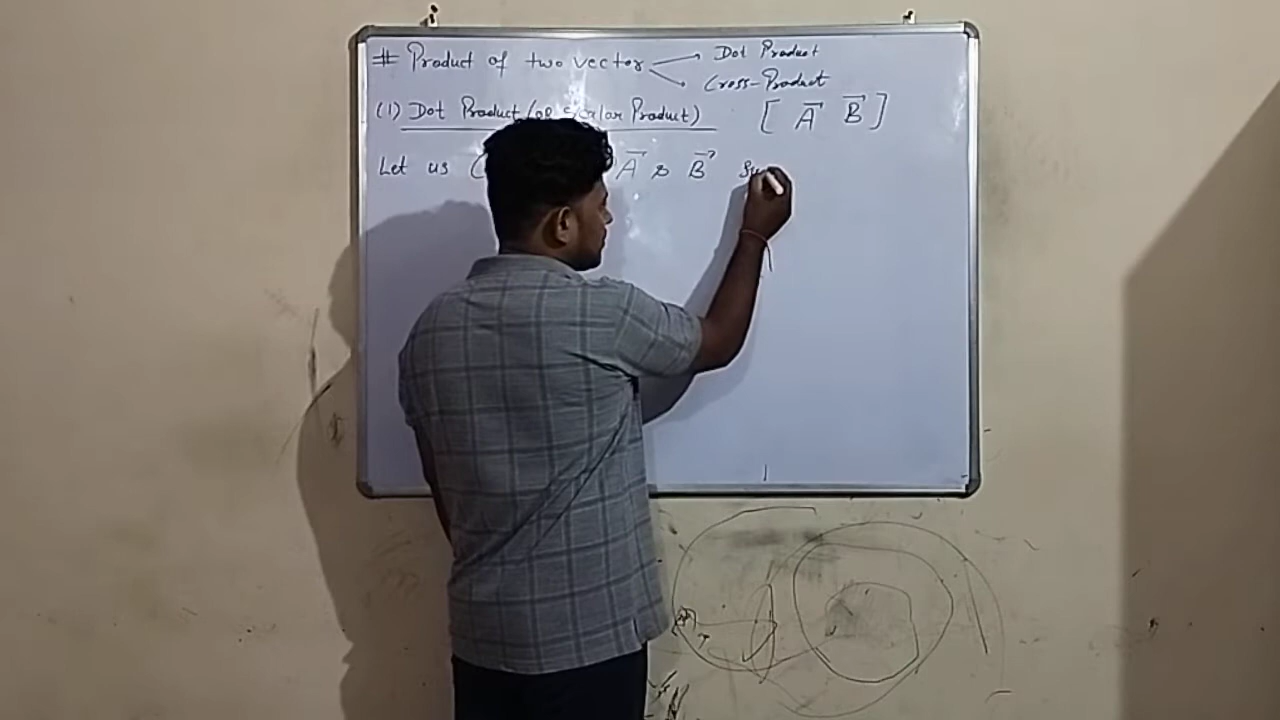 # Product of two vector → Dot Product
→ Cross-Product
(1) Dot Product (or Scalar Product) [ A⃗ B⃗ ]
Let us A⃗ & B⃗